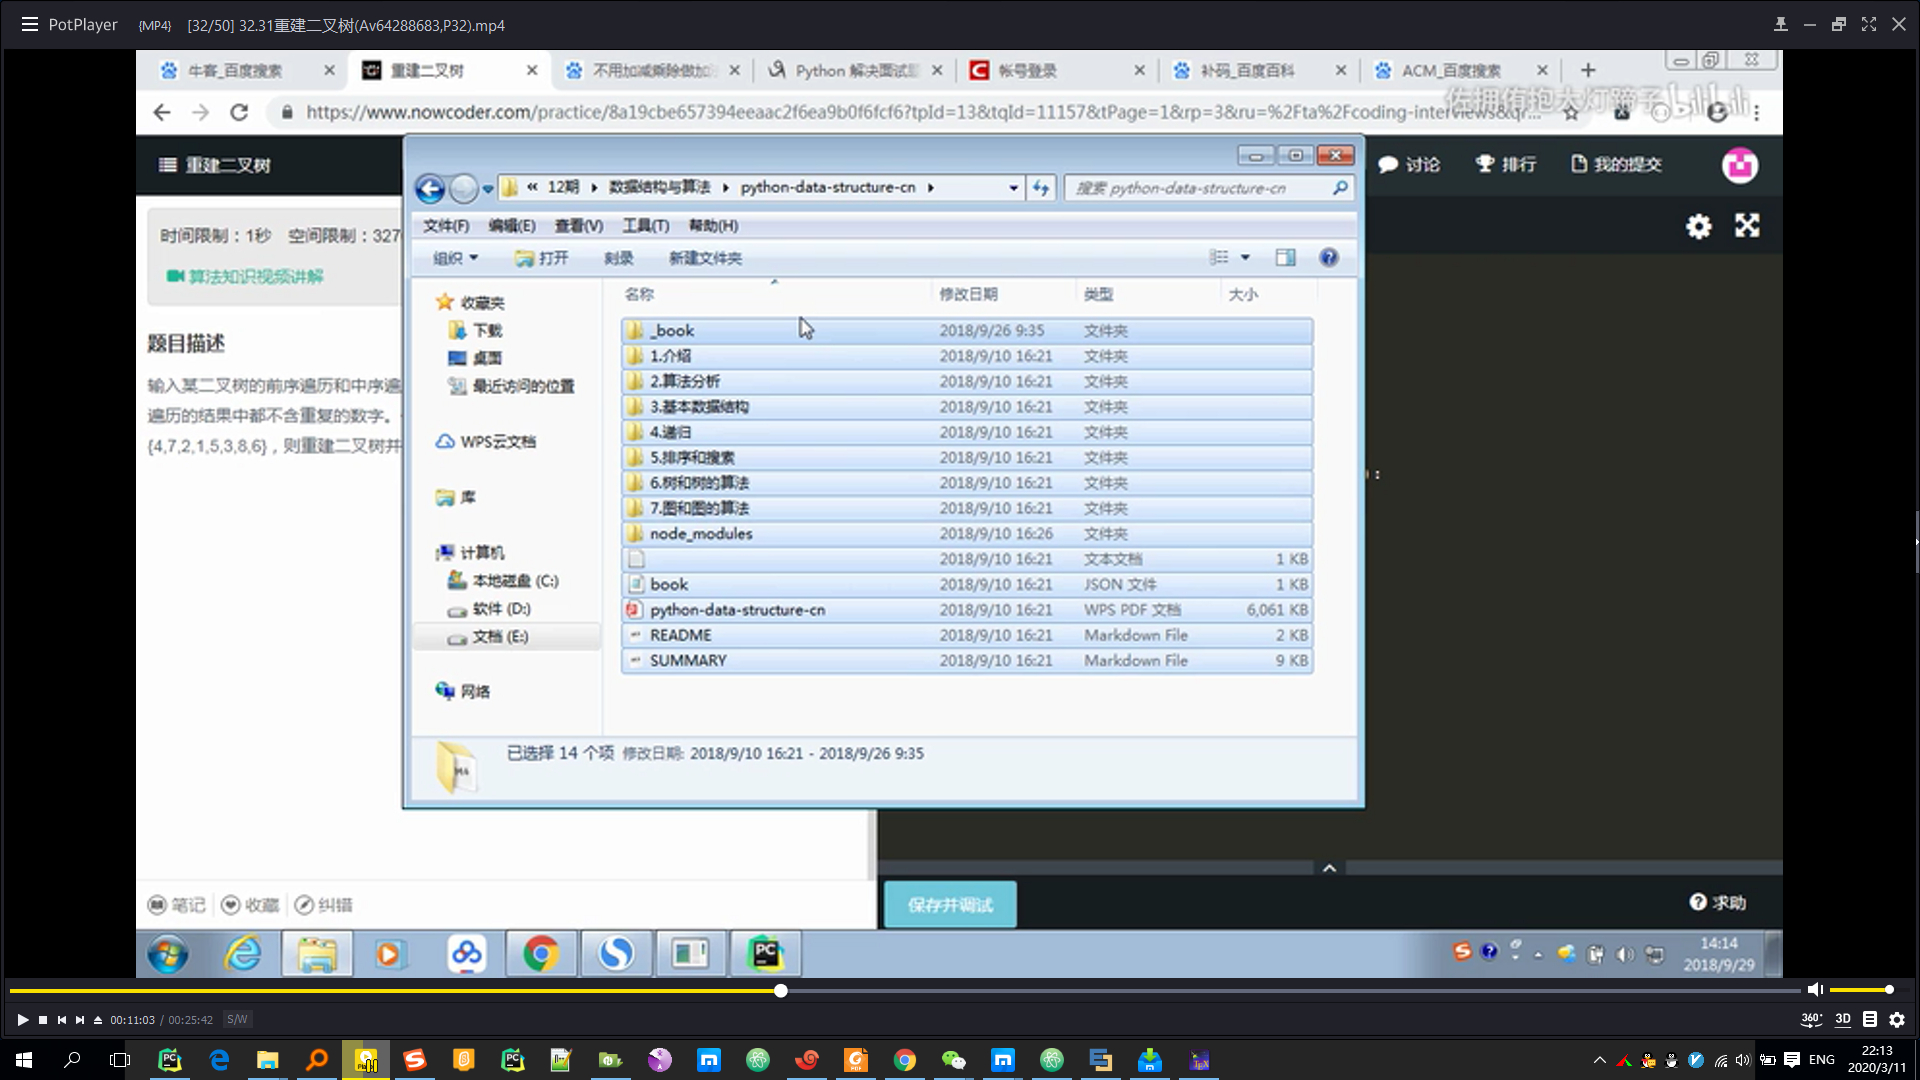 PotPlayer {MP4} [32/50] 32.31重建二叉树(Av64288683,P32).mp4
牛客_百度搜索
重建二叉树
不用加减乘除做加
Python 解决面试
帐号登录
补码_百度百科
ACM_百度搜索
https://www.nowcoder.com/practice/8a19cbe657394eeaac2f6ea9b0f6fcf6?tpId=13&tqId=11157&tPage=1&rp=3&ru=%2Fta%2Fcoding-interviews&qr...
bilibili
重建二叉树
讨论 排行 我的提交
« 12期 数据结构与算法 python-data-structure-cn
搜索 python-data-structure-cn
文件(F) 编辑(E) 查看(V) 工具(T) 帮助(H)
组织 打开 刻录 新建文件夹
时间限制：1秒 空间限制：327
算法知识视频讲解
题目描述
输入某二叉树的前序遍历和中序遍
遍历的结果中都不含重复的数字。
{4,7,2,1,5,3,8,6}，则重建二叉树并
收藏夹
下载
桌面
最近访问的位置
WPS云文档
库
计算机
本地磁盘 (C:)
软件 (D:)
文档 (E:)
网络
名称 修改日期 类型 大小
_book 2018/9/26 9:35 文件夹
1.介绍 2018/9/10 16:21 文件夹
2.算法分析 2018/9/10 16:21 文件夹
3.基本数据结构 2018/9/10 16:21 文件夹
4.递归 2018/9/10 16:21 文件夹
5.排序和搜索 2018/9/10 16:21 文件夹
6.树和树的算法 2018/9/10 16:21 文件夹
7.图和图的算法 2018/9/10 16:21 文件夹
node_modules 2018/9/10 16:26 文件夹
2018/9/10 16:21 文本文档 1 KB
book 2018/9/10 16:21 JSON 文件 1 KB
python-data-structure-cn 2018/9/10 16:21 WPS PDF 文档 6,061 KB
README 2018/9/10 16:21 Markdown File 2 KB
SUMMARY 2018/9/10 16:21 Markdown File 9 KB
):
已选择 14 个项 修改日期: 2018/9/10 16:21 - 2018/9/26 9:35
笔记 收藏 纠错
保存并调试
求助
14:14
2018/9/29
00:11:03 / 00:25:42 S/W
360° 3D
ENG
22:13
2020/3/11